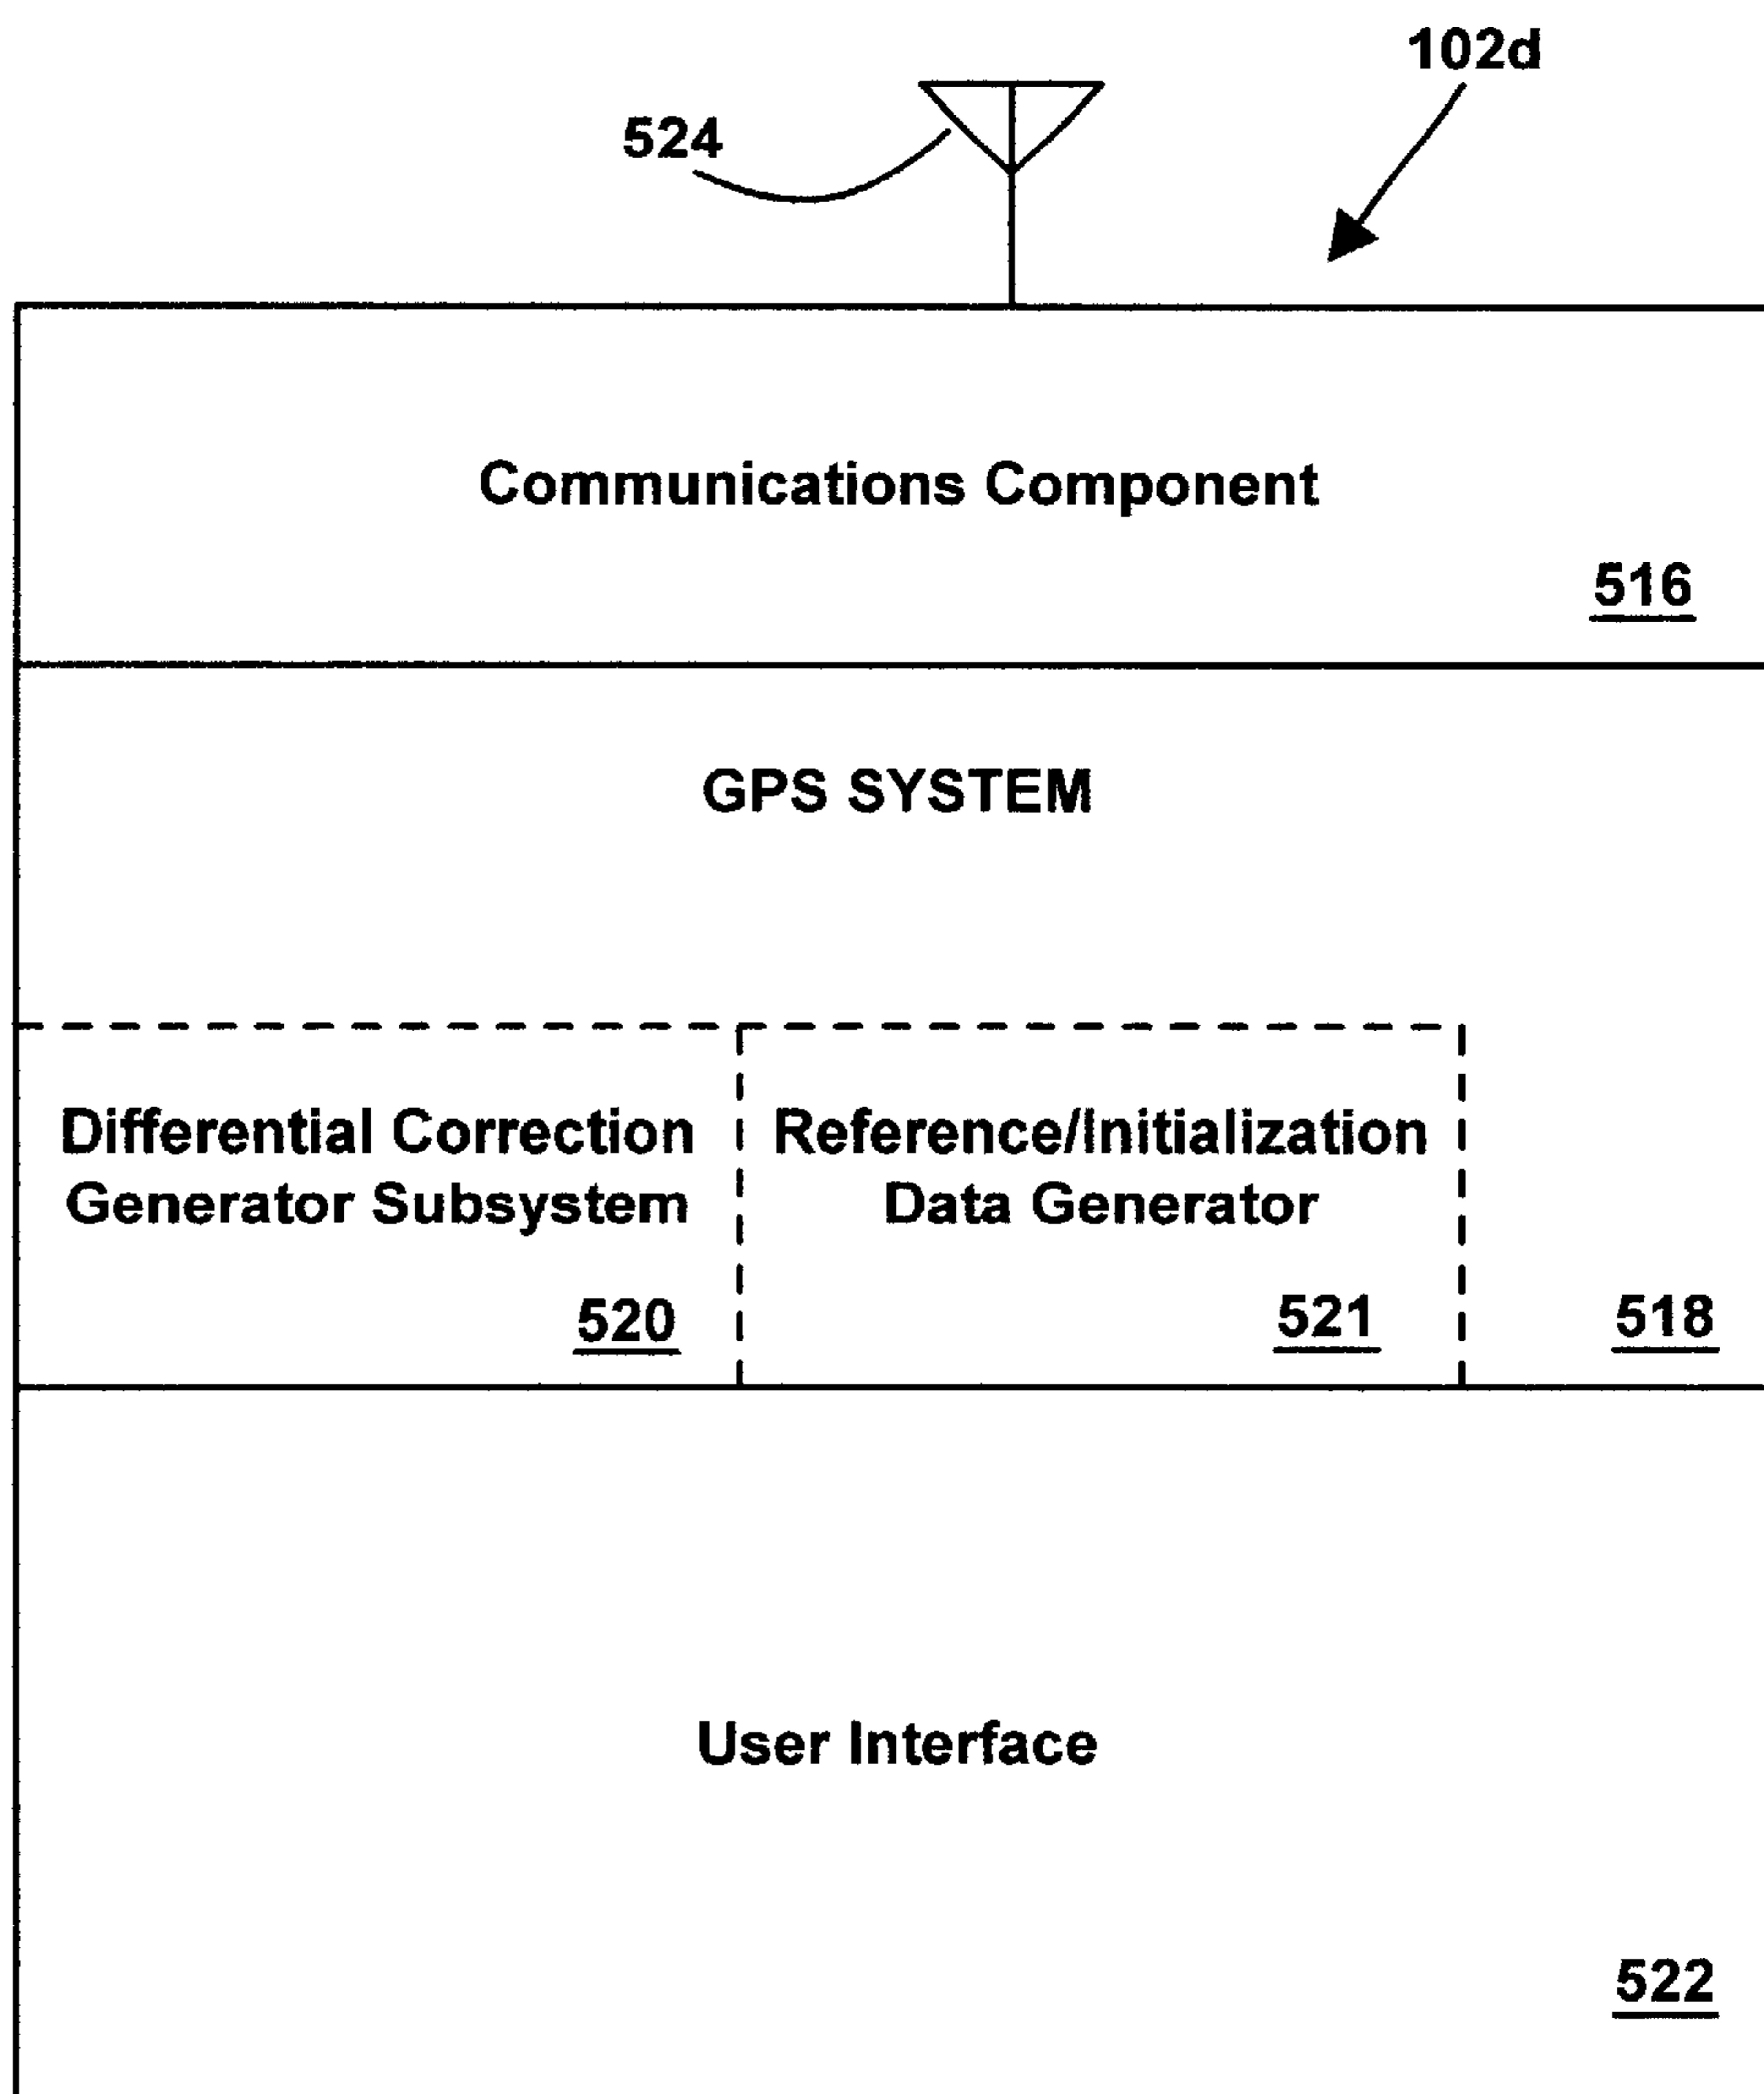 102d
524
Communications Component
516
GPS SYSTEM
Differential Correction
Generator Subsystem
520
Reference/Initialization
Data Generator
521
518
User Interface
522